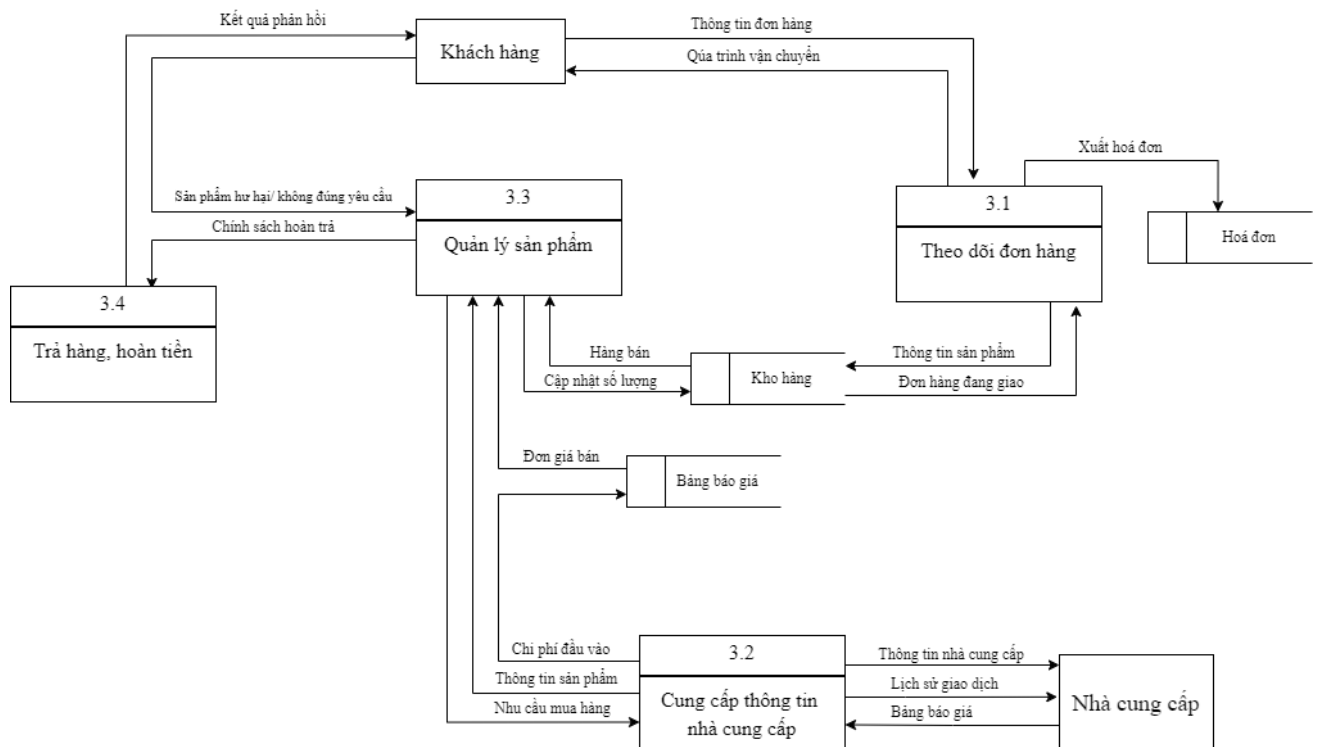 Kết quả phản hồi
Khách hàng
Thông tin đơn hàng
Qúa trình vận chuyển
Xuất hoá đơn
Sản phẩm hư hại/ không đúng yêu cầu
Chính sách hoàn trả
3.3
Quản lý sản phẩm
3.1
Theo dõi đơn hàng
Hoá đơn
3.4
Trả hàng, hoàn tiền
Hàng bán
Cập nhật số lượng
Kho hàng
Thông tin sản phẩm
Đơn hàng đang giao
Đơn giá bán
Bảng báo giá
Chi phí đầu vào
Thông tin sản phẩm
Nhu cầu mua hàng
3.2
Cung cấp thông tin
nhà cung cấp
Thông tin nhà cung cấp
Lịch sử giao dịch
Bảng báo giá
Nhà cung cấp